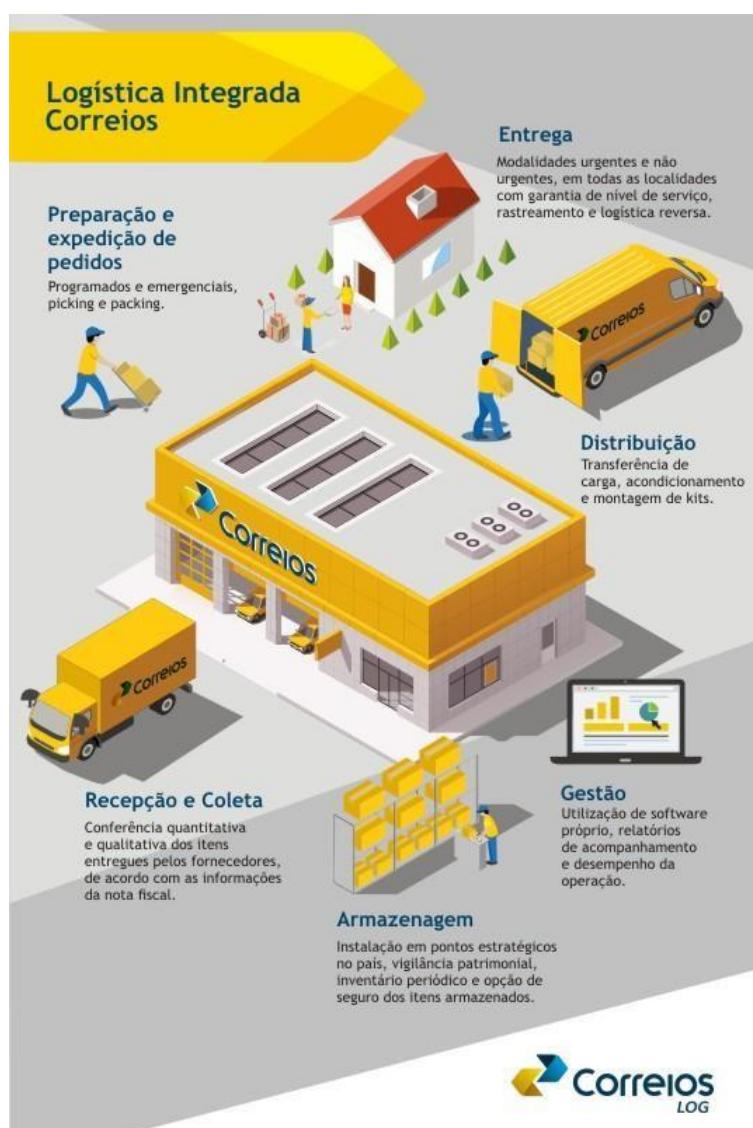 Logística Integrada
Correios
Entrega
Modalidades urgentes e não
urgentes, em todas as localidades
com garantia de nível de serviço,
rastreamento e logística reversa.
Preparação e
expedição de
pedidos
Programados e emergenciais,
picking e packing.
Correios
Distribuição
Transferência de
carga, acondicionamento
e montagem de kits.
Correios
Correios
Recepção e Coleta
Conferência quantitativa
e qualitativa dos itens
entregues pelos fornecedores,
de acordo com as informações
da nota fiscal.
Gestão
Utilização de software
próprio, relatórios
de acompanhamento
e desempenho da
operação.
Armazenagem
Instalação em pontos estratégicos
no país, vigilância patrimonial,
inventário periódico e opção de
seguro dos itens armazenados.
Correios
LOG